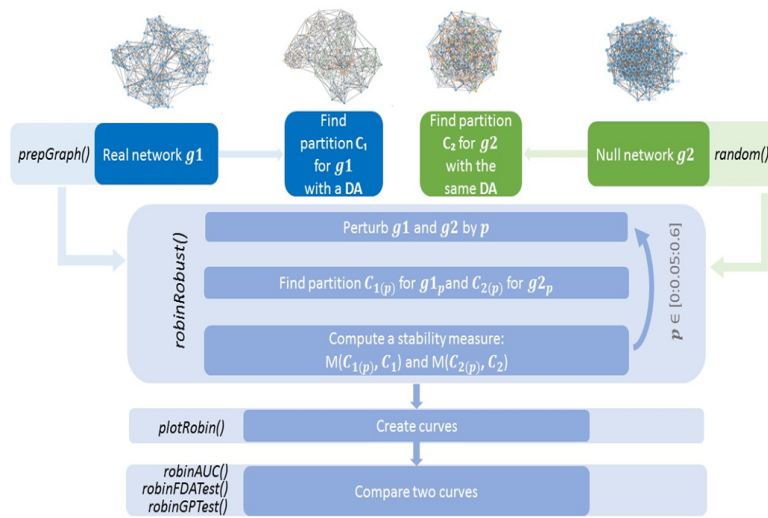 prepGraph()
Real network g1
Find
partition C₁
for g1
with a DA
Find partition
C₂ for g2
with the
same DA
Null network g2
random()
robinRobust()
Perturb g1 and g2 by p
Find partition C₁₍ₚ₎ for g1ₚand C₂₍ₚ₎ for g2ₚ
Compute a stability measure:
M(C₁₍ₚ₎, C₁) and M(C₂₍ₚ₎, C₂)
p ∈ [0:0.05:0.6]
plotRobin()
Create curves
robinAUC()
robinFDATest()
robinGPTest()
Compare two curves